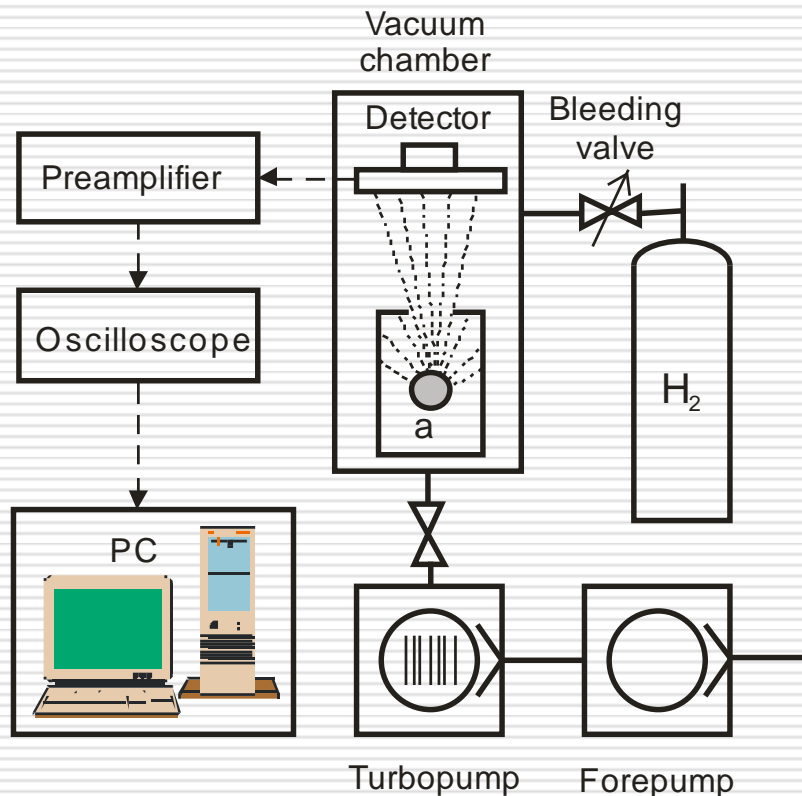 Vacuum
chamber
Detector
Bleeding
valve
Preamplifier
Oscilloscope
a
H₂
PC
Turbopump
Forepump